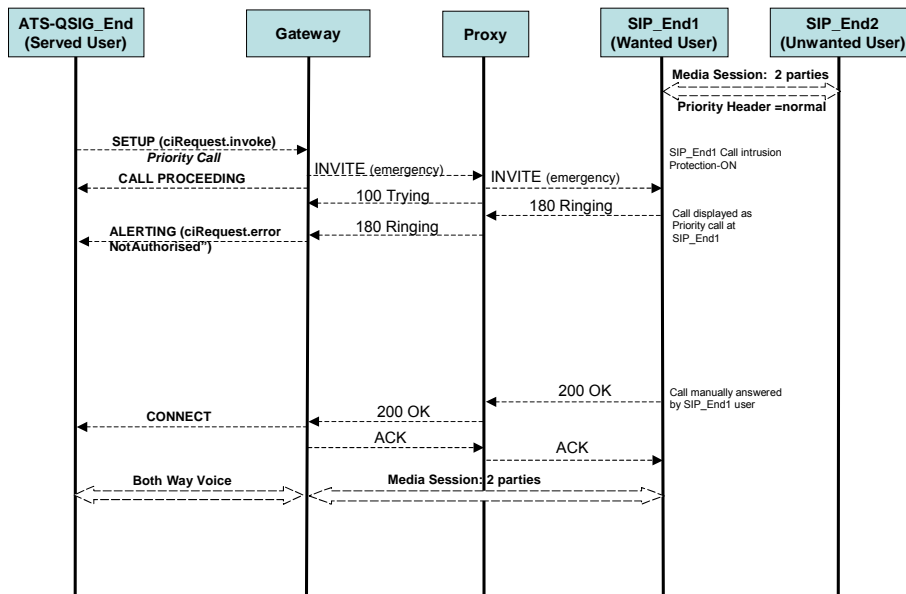 ATS-QSIG_End
(Served User)
Gateway
Proxy
SIP_End1
(Wanted User)
SIP_End2
(Unwanted User)
Media Session: 2 parties
Priority Header =normal
SETUP (ciRequest.invoke)
Priority Call
SIP_End1 Call intrusion
Protection-ON
INVITE (emergency)
CALL PROCEEDING
INVITE (emergency)
100 Trying
180 Ringing
Call displayed as
Priority call at
SIP_End1
ALERTING (ciRequest.error
NotAuthorised”)
180 Ringing
200 OK
Call manually answered
by SIP_End1 user
CONNECT
200 OK
ACK
ACK
Both Way Voice
Media Session: 2 parties